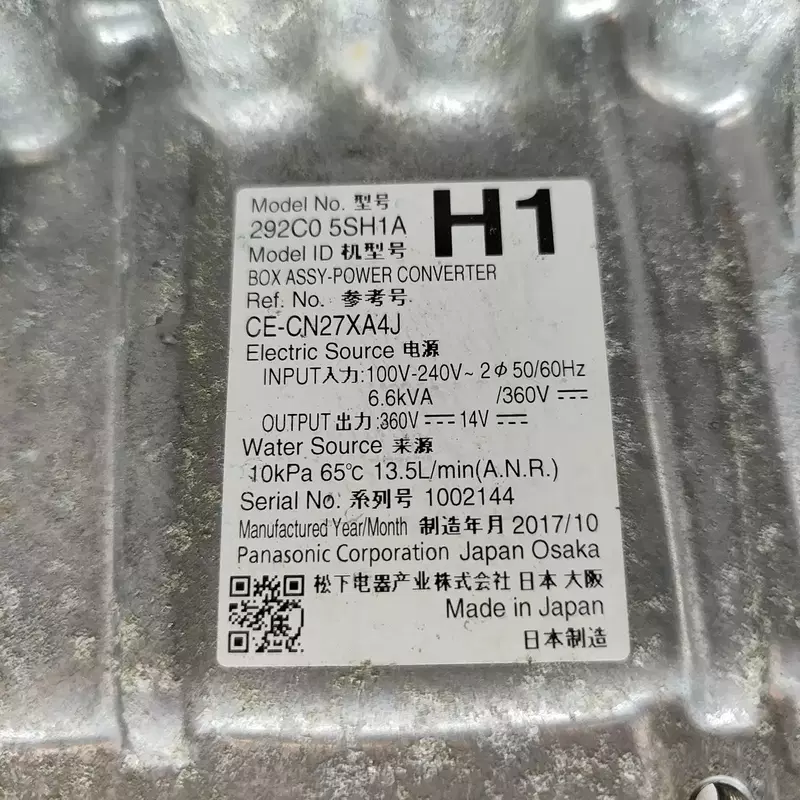 Model No. 型号
H1
292C0 5SH1A
Model ID 机型号
BOX ASSY-POWER CONVERTER
Ref. No. 参考号
CE-CN27XA4J
Electric Source 电源
INPUT入力:100V-240V~ 2Φ 50/60Hz
6.6kVA /360V ⎓
OUTPUT 出力:360V ⎓ 14V ⎓
Water Source 来源
10kPa 65℃ 13.5L/min(A.N.R.)
Serial No. 系列号 1002144
Manufactured Year/Month 制造年月 2017/10
Panasonic Corporation Japan Osaka
松下电器产业株式会社 日本 大阪
Made in Japan
日本制造